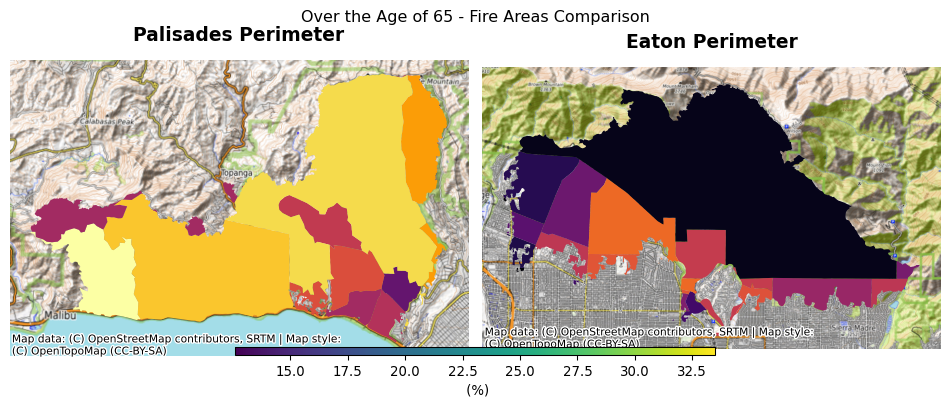 Over the Age of 65 - Fire Areas Comparison
Palisades Perimeter
Eaton Perimeter
Calabasas Peak
Topanga
Malibu
Sierra Madre
Map data: (C) OpenStreetMap contributors, SRTM | Map style:
(C) OpenTopoMap (CC-BY-SA)
Map data: (C) OpenStreetMap contributors, SRTM | Map style:
(C) OpenTopoMap (CC-BY-SA)
15.0 17.5 20.0 22.5 25.0 27.5 30.0 32.5
(%)